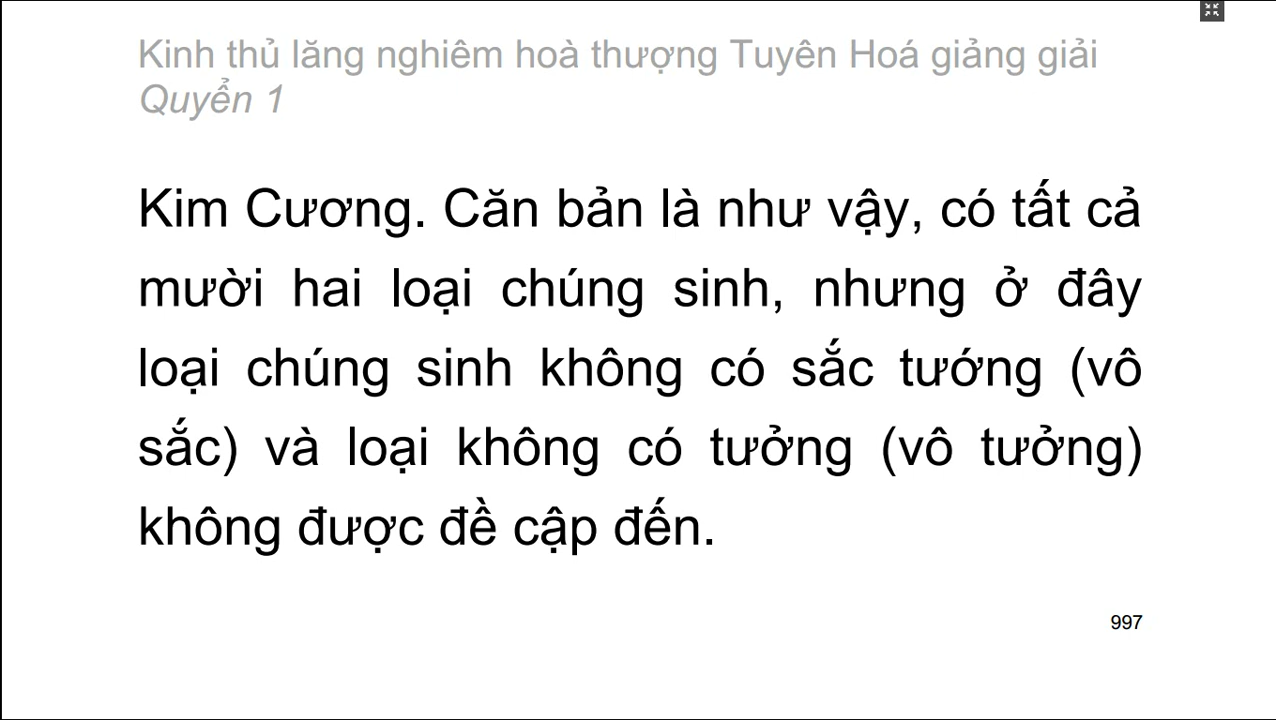 Kinh thủ lăng nghiêm hoà thượng Tuyên Hoá giảng giải
Quyển 1
Kim Cương. Căn bản là như vậy, có tất cả
mười hai loại chúng sinh, nhưng ở đây
loại chúng sinh không có sắc tướng (vô
sắc) và loại không có tưởng (vô tưởng)
không được đề cập đến.
997